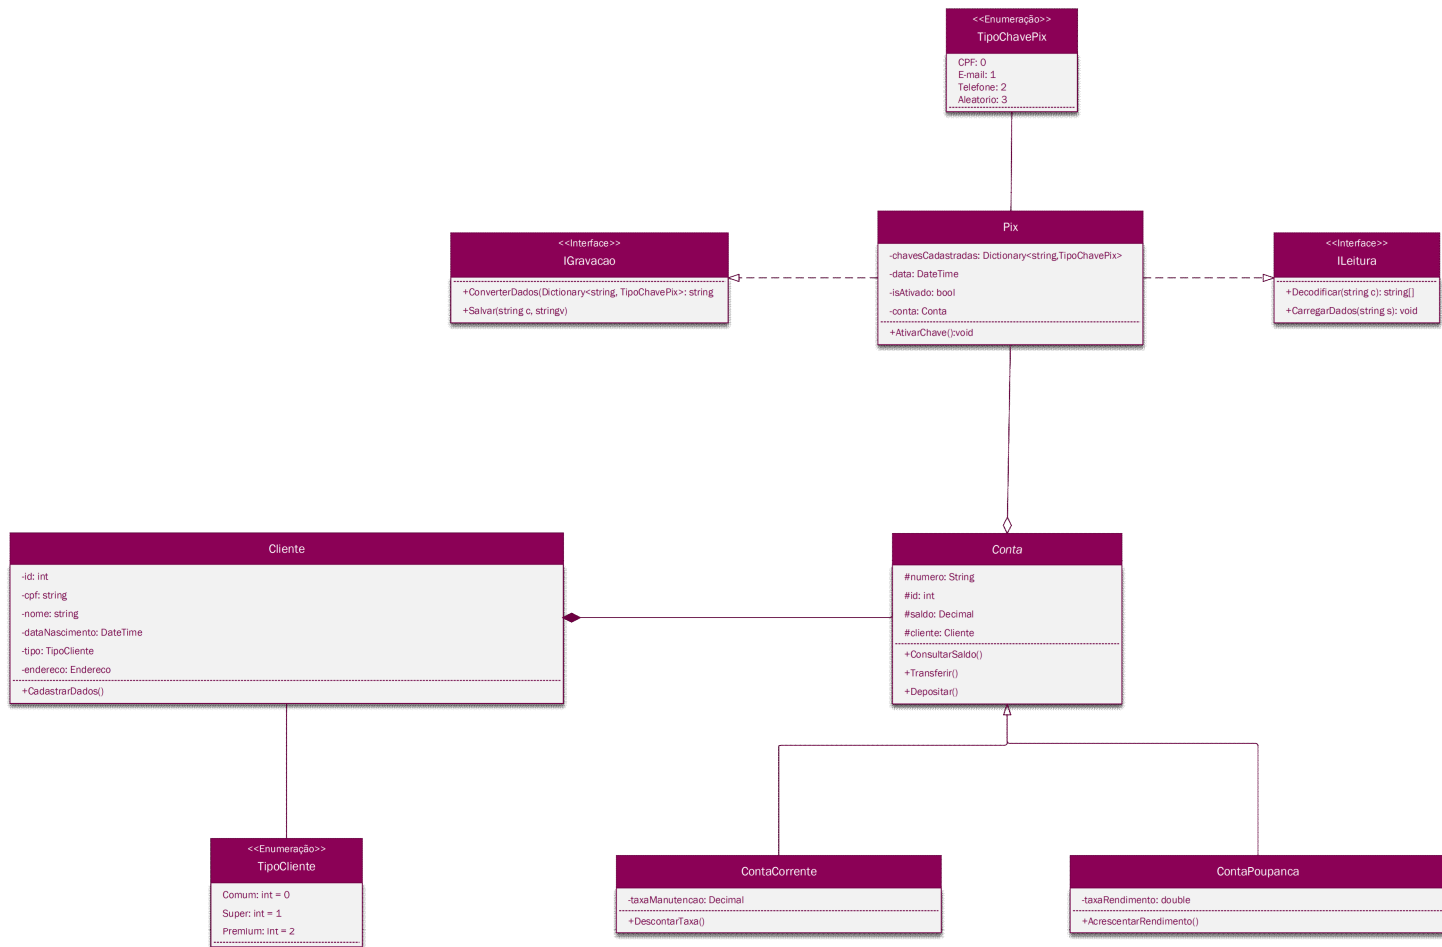 <<Enumeração>>
TipoChavePix
CPF: 0
E-mail: 1
Telefone: 2
Aleatorio: 3
<<Interface>>
IGravacao
+ConverterDados(Dictionary<string, TipoChavePix>: string
+Salvar(string c, stringv)
Pix
-chavesCadastradas: Dictionary<string,TipoChavePix>
-data: DateTime
-isAtivado: bool
-conta: Conta
+AtivarChave():void
<<Interface>>
ILeitura
+Decodificar(string c): string[]
+CarregarDados(string s): void
Cliente
-id: int
-cpf: string
-nome: string
-dataNascimento: DateTime
-tipo: TipoCliente
-endereco: Endereco
+CadastrarDados()
Conta
#numero: String
#id: int
#saldo: Decimal
#cliente: Cliente
+ConsultarSaldo()
+Transferir()
+Depositar()
<<Enumeração>>
TipoCliente
Comum: int = 0
Super: int = 1
Premium: int = 2
ContaCorrente
-taxaManutencao: Decimal
+DescontarTaxa()
ContaPoupanca
-taxaRendimento: double
+AcrescentarRendimento()